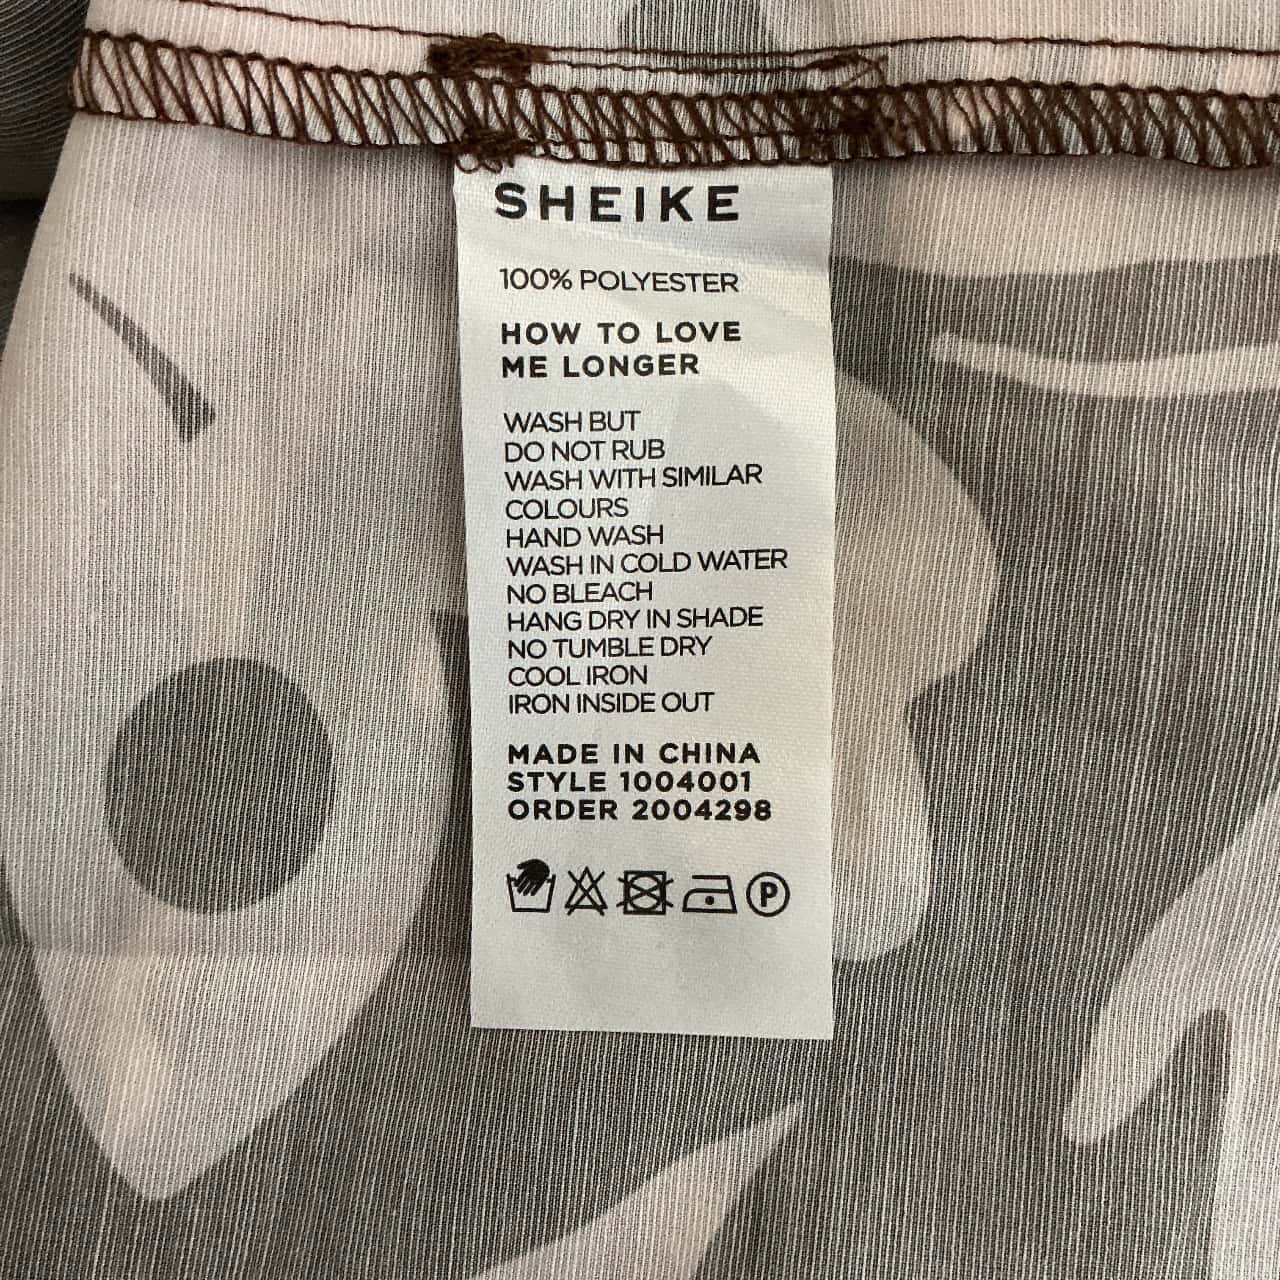 SHEIKE
100% POLYESTER
HOW TO LOVE
ME LONGER
WASH BUT
DO NOT RUB
WASH WITH SIMILAR
COLOURS
HAND WASH
WASH IN COLD WATER
NO BLEACH
HANG DRY IN SHADE
NO TUMBLE DRY
COOL IRON
IRON INSIDE OUT
MADE IN CHINA
STYLE 1004001
ORDER 2004298
P